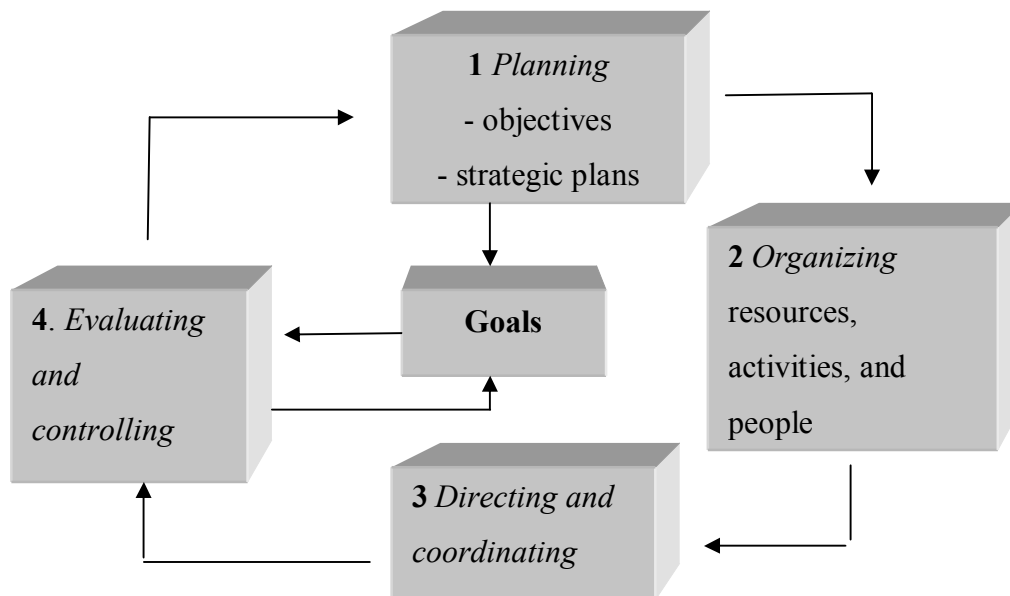 1 Planning
- objectives
- strategic plans
2 Organizing
resources,
activities, and
people
Goals
4. Evaluating
and
controlling
3 Directing and
coordinating